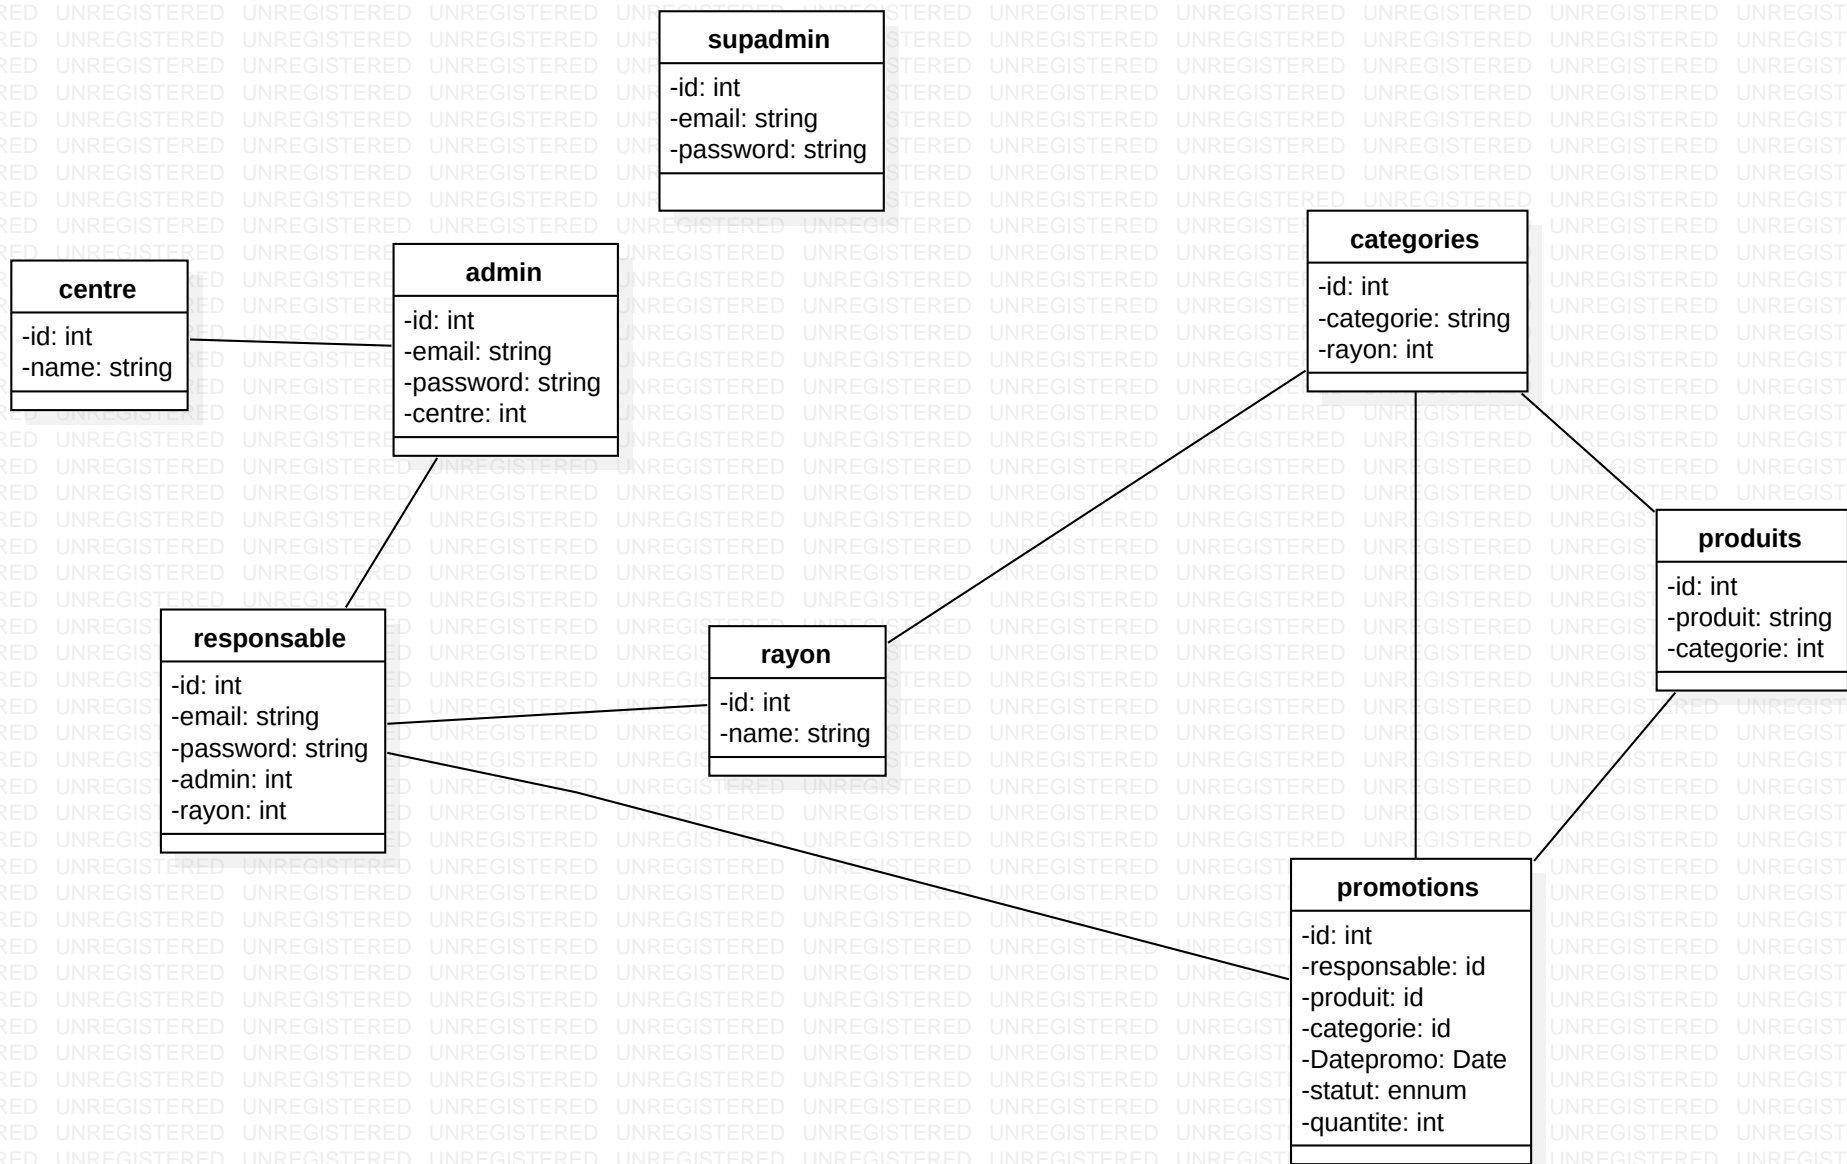 supadmin
-id: int
-email: string
-password: string
centre
-id: int
-name: string
admin
-id: int
-email: string
-password: string
-centre: int
categories
-id: int
-categorie: string
-rayon: int
produits
-id: int
-produit: string
-categorie: int
responsable
-id: int
-email: string
-password: string
-admin: int
-rayon: int
rayon
-id: int
-name: string
promotions
-id: int
-responsable: id
-produit: id
-categorie: id
-Datepromo: Date
-statut: ennum
-quantite: int
UNREGISTERED